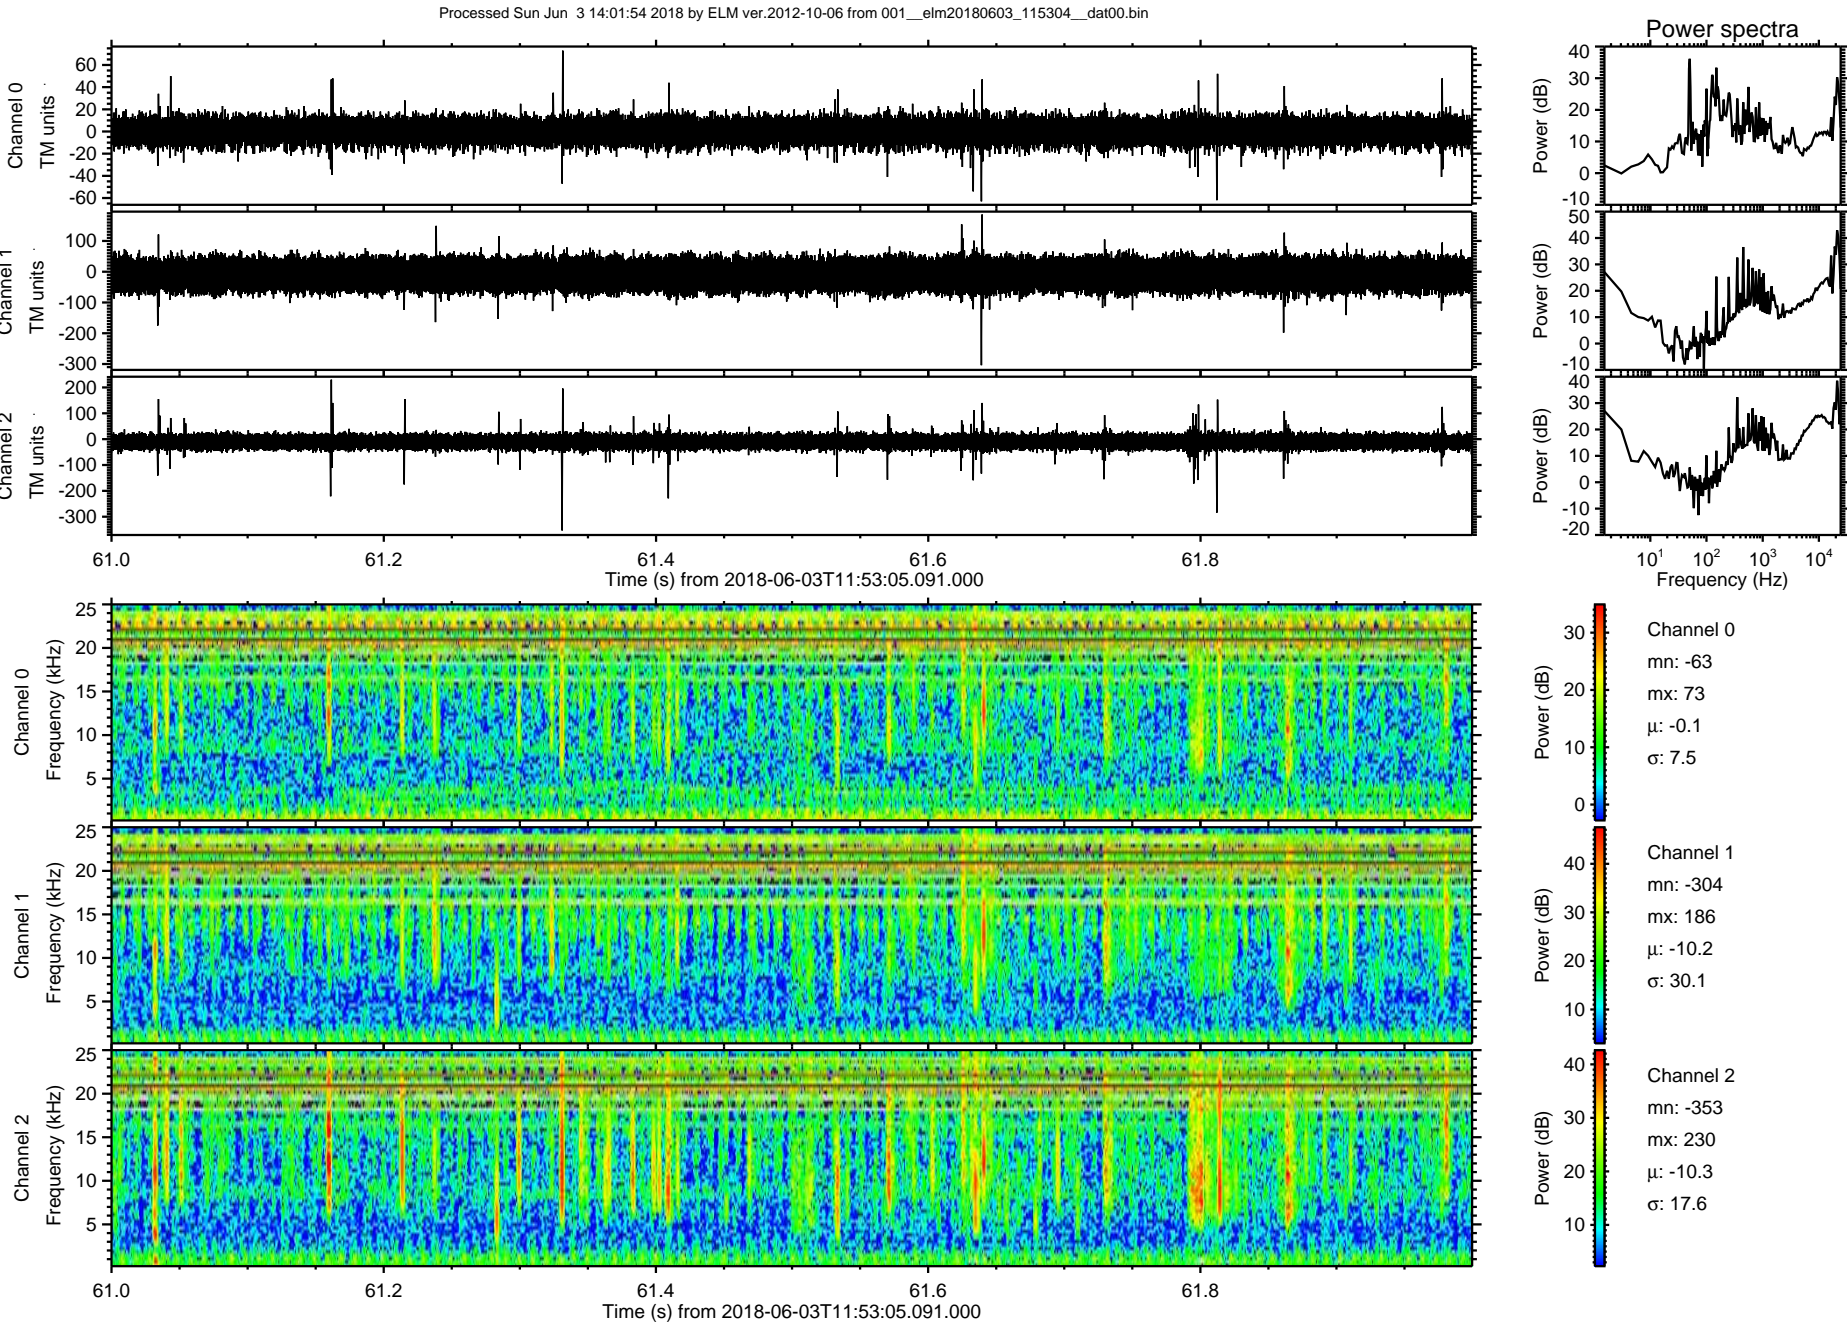 Processed Sun Jun  3 14:01:54 2018 by ELM ver.2012-10-06 from 001__elm20180603_115304__dat00.bin
Power spectra
Channel 0
TM units
60
40
20
0
-20
-40
-60
Power (dB)
40
30
20
10
0
-10
Channel 1
TM units
100
0
-100
-200
-300
Power (dB)
50
40
30
20
10
0
-10
Channel 2
TM units
200
100
0
-100
-200
-300
Power (dB)
40
30
20
10
0
-10
-20
61.0 61.2 61.4 61.6 61.8
Time (s) from 2018-06-03T11:53:05.091.000
10^1 10^2 10^3 10^4
Frequency (Hz)
Channel 0
Frequency (kHz)
25
20
15
10
5
Power (dB)
30
20
10
0
Channel 0
mn: -63
mx: 73
μ: -0.1
σ: 7.5
Channel 1
Frequency (kHz)
25
20
15
10
5
Power (dB)
40
30
20
10
Channel 1
mn: -304
mx: 186
μ: -10.2
σ: 30.1
Channel 2
Frequency (kHz)
25
20
15
10
5
Power (dB)
40
30
20
10
Channel 2
mn: -353
mx: 230
μ: -10.3
σ: 17.6
61.0 61.2 61.4 61.6 61.8
Time (s) from 2018-06-03T11:53:05.091.000